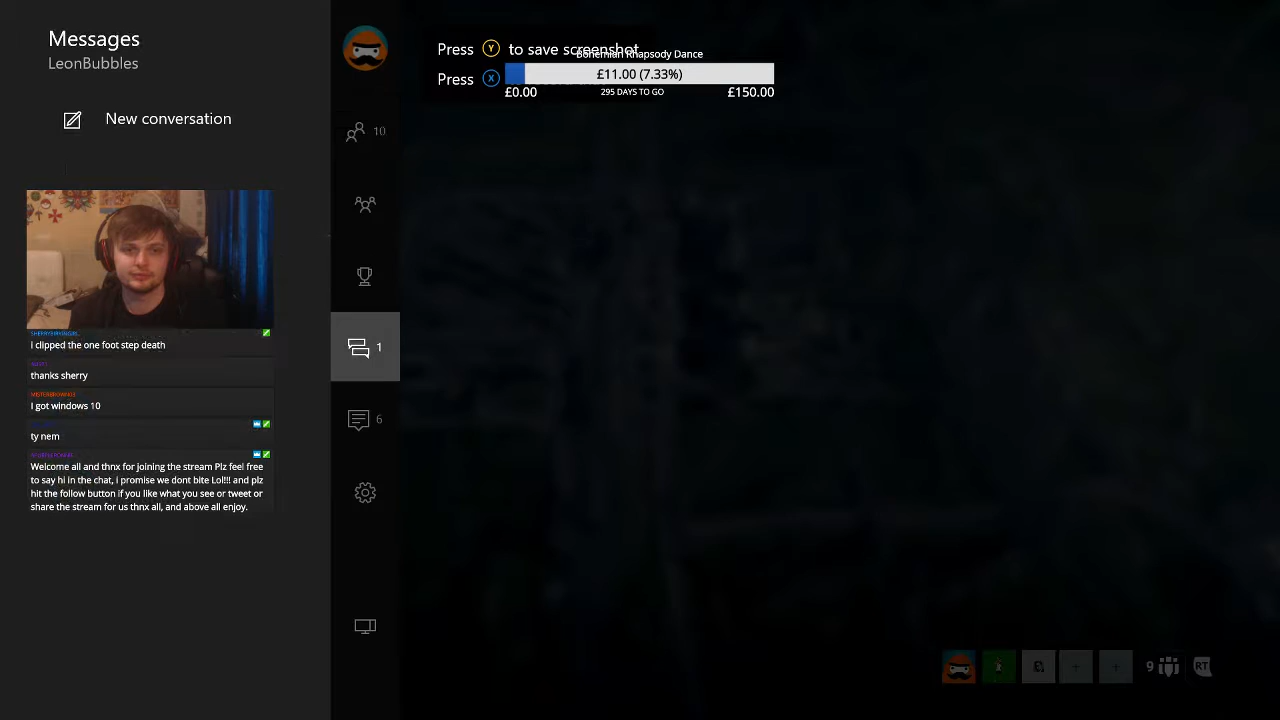 Messages
LeonBubbles
New conversation
10
1
6
Press Y to save screenshot
Press X
Bohemian Rhapsody Dance
£11.00 (7.33%)
£0.00 295 DAYS TO GO £150.00
i clipped the one foot step death
thanks sherry
I got windows 10
ty nem
Welcome all and thnx for joining the stream Plz feel free
to say hi in the chat, i promise we dont bite Lol!!! and plz
hit the follow button if you like what you see or tweet or
share the stream for us thnx all, and above all enjoy.
9
RT